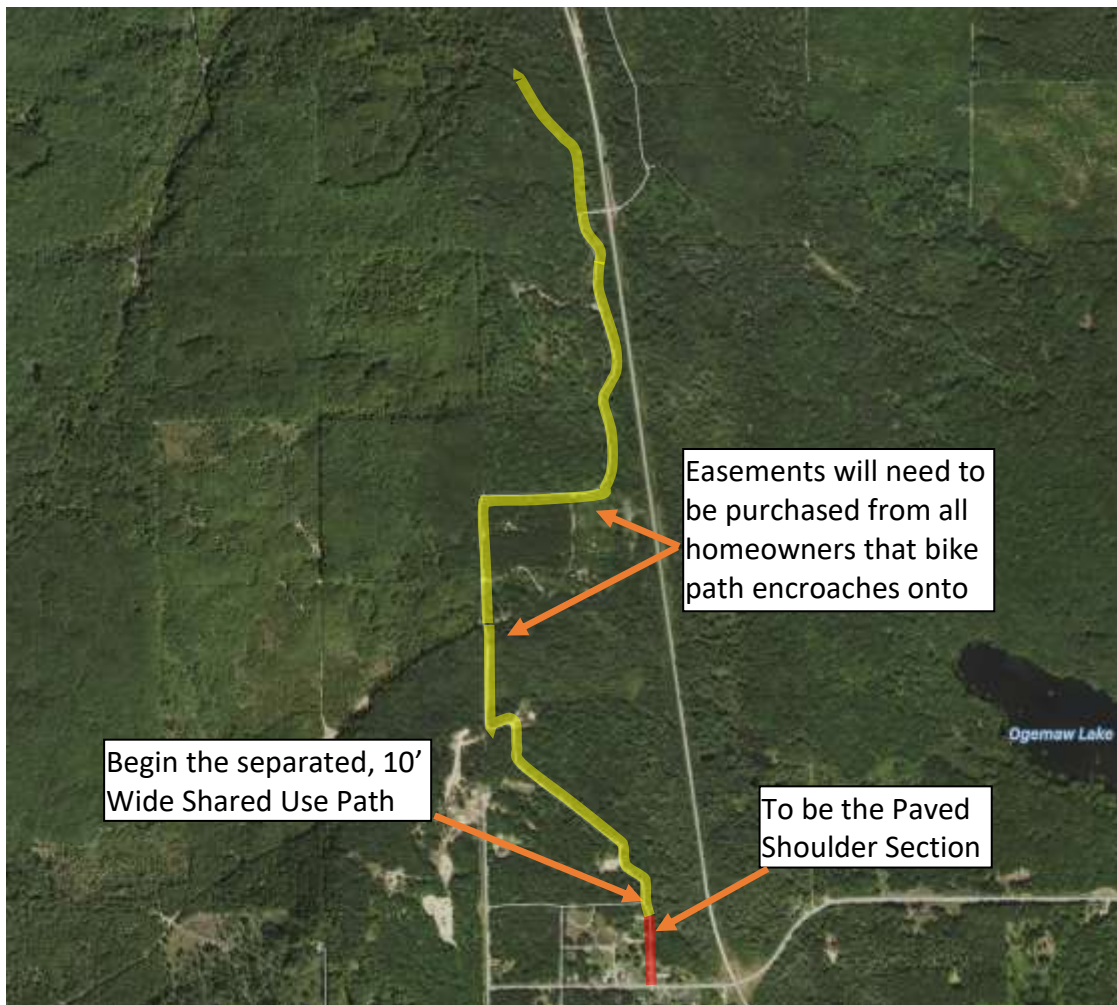 Easements will need to
be purchased from all
homeowners that bike
path encroaches onto
Ogemaw Lake
Begin the separated, 10’
Wide Shared Use Path
To be the Paved
Shoulder Section